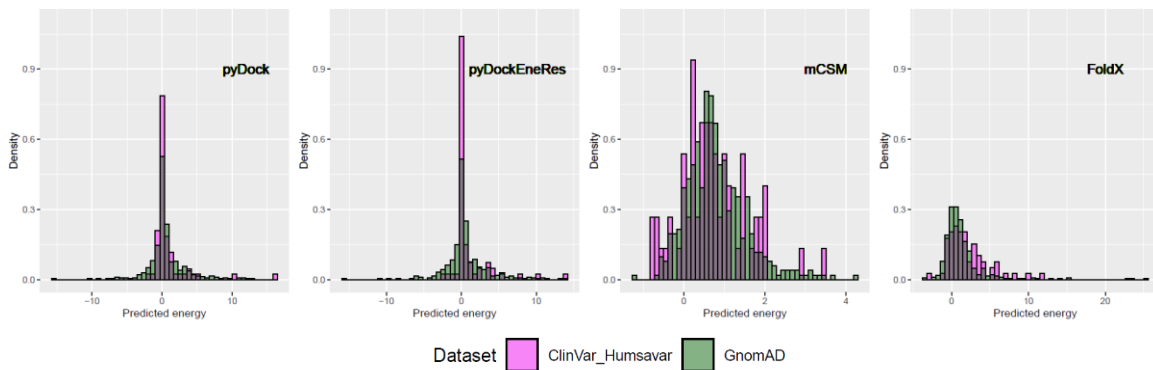 pyDock
pyDockEneRes
mCSM
FoldX
Density
0.9
0.6
0.3
0.0
−10
0
10
Predicted energy
Density
0.9
0.6
0.3
0.0
−10
0
10
Predicted energy
Density
0.9
0.6
0.3
0.0
0
2
4
Predicted energy
Density
0.9
0.6
0.3
0.0
0
10
20
Predicted energy
Dataset ClinVar_Humsavar GnomAD